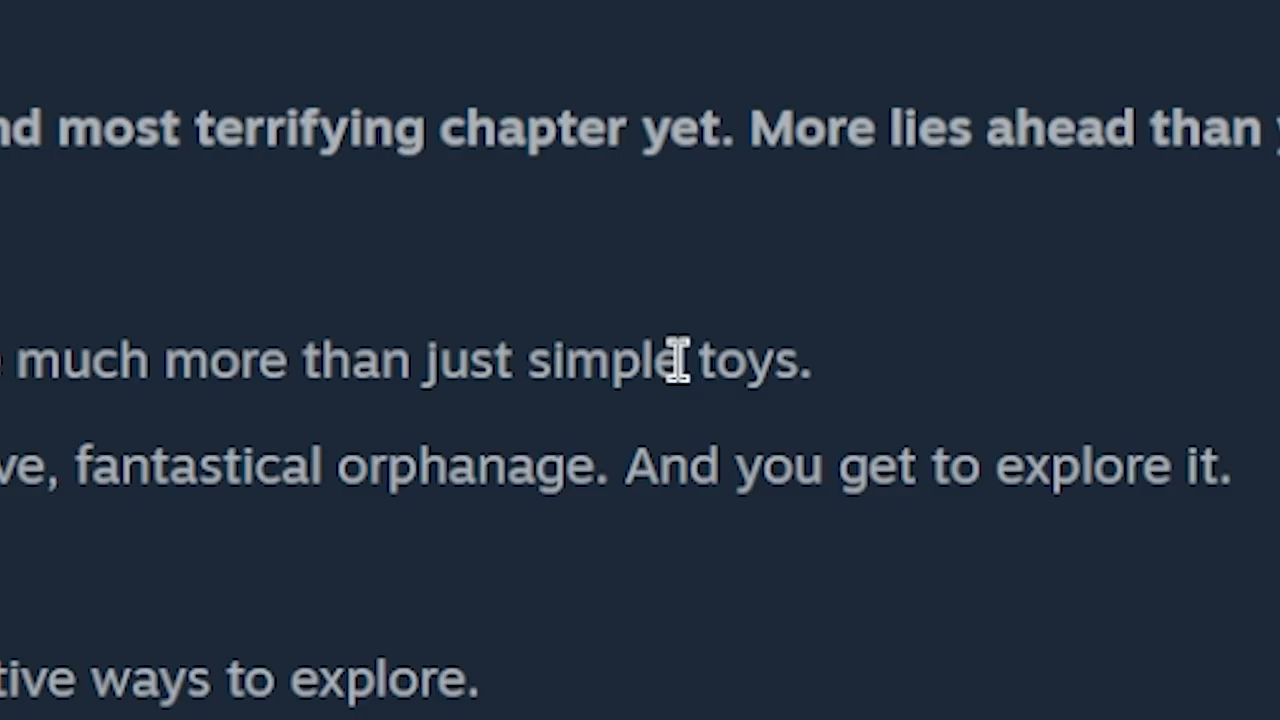 nd most terrifying chapter yet. More lies ahead than
much more than just simple toys.
ve, fantastical orphanage. And you get to explore it.
tive ways to explore.